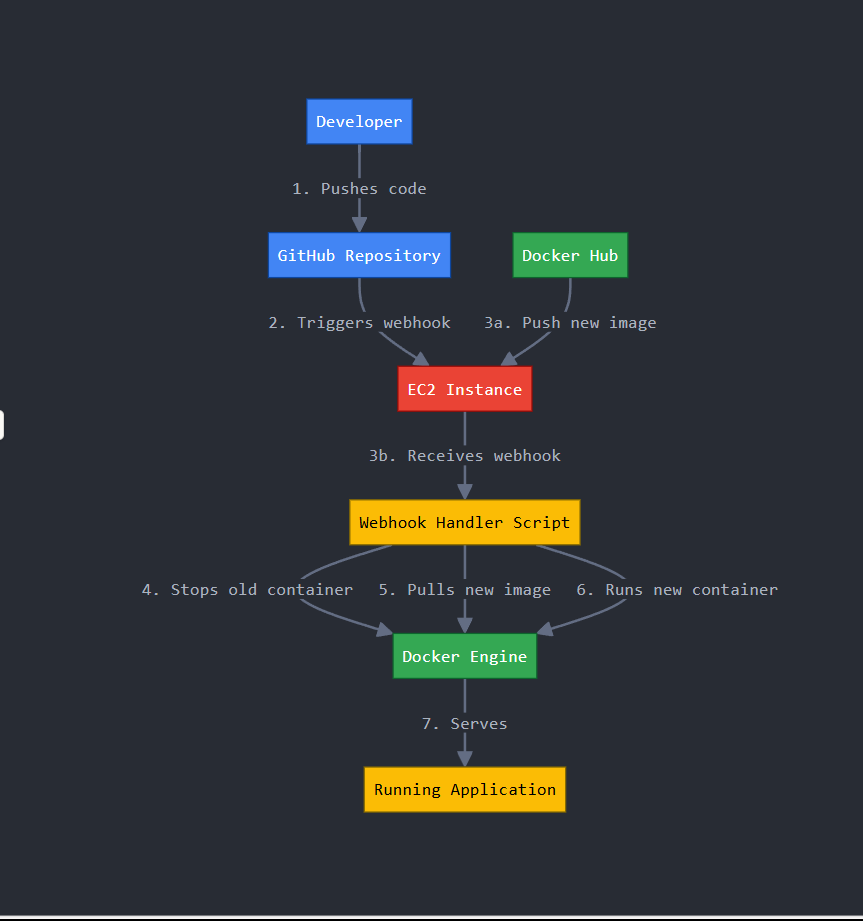 Developer
1. Pushes code
GitHub Repository
Docker Hub
2. Triggers webhook
3a. Push new image
EC2 Instance
3b. Receives webhook
Webhook Handler Script
4. Stops old container
5. Pulls new image
6. Runs new container
Docker Engine
7. Serves
Running Application